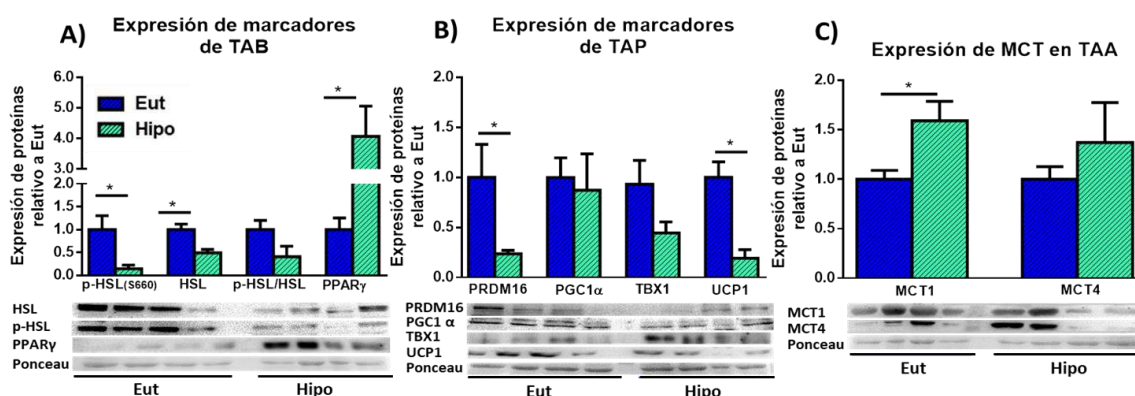 A)
Expresión de marcadores
de TAB
Expresión de proteínas
relativo a Eut
6.0
5.0
4.0
3.0
2.0
1.5
1.0
0.5
0.0
Eut
Hipo
*
*
*
p-HSL(S660)
HSL
p-HSL/HSL
PPARγ
HSL
p-HSL
PPARγ
Ponceau
Eut
Hipo
B)
Expresión de marcadores
de TAP
Expresión de proteínas
relativo a Eut
2.0
1.5
1.0
0.5
0.0
*
*
PRDM16
PGC1α
TBX1
UCP1
PRDM16
PGC1 α
TBX1
UCP1
Ponceau
Eut
Hipo
C)
Expresión de MCT en TAA
Expresión de proteínas
relativo a Eut
2.0
1.5
1.0
0.5
0.0
*
MCT1
MCT4
MCT1
MCT4
Ponceau
Eut
Hipo